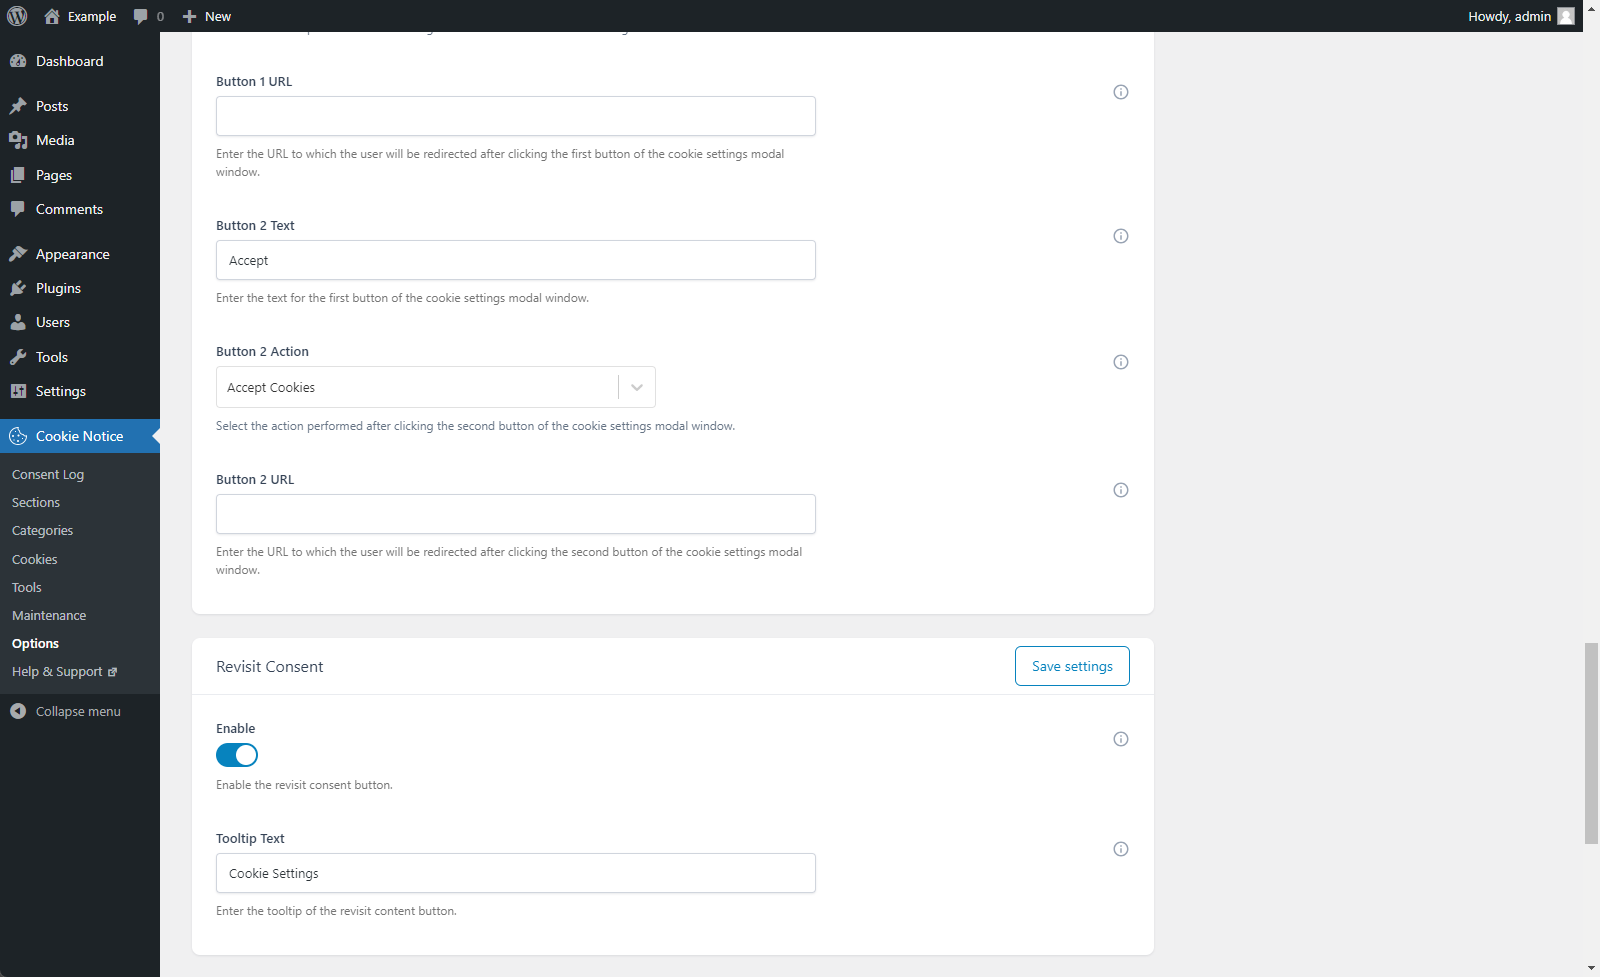 Example
0
New
Howdy, admin
Dashboard
Posts
Media
Pages
Comments
Appearance
Plugins
Users
Tools
Settings
Cookie Notice
Consent Log
Sections
Categories
Cookies
Tools
Maintenance
Options
Help & Support
Collapse menu
Button 1 URL
Enter the URL to which the user will be redirected after clicking the first button of the cookie settings modal
window.
Button 2 Text
Accept
Enter the text for the first button of the cookie settings modal window.
Button 2 Action
Accept Cookies
Select the action performed after clicking the second button of the cookie settings modal window.
Button 2 URL
Enter the URL to which the user will be redirected after clicking the second button of the cookie settings modal
window.
Revisit Consent
Save settings
Enable
Enable the revisit consent button.
Tooltip Text
Cookie Settings
Enter the tooltip of the revisit content button.